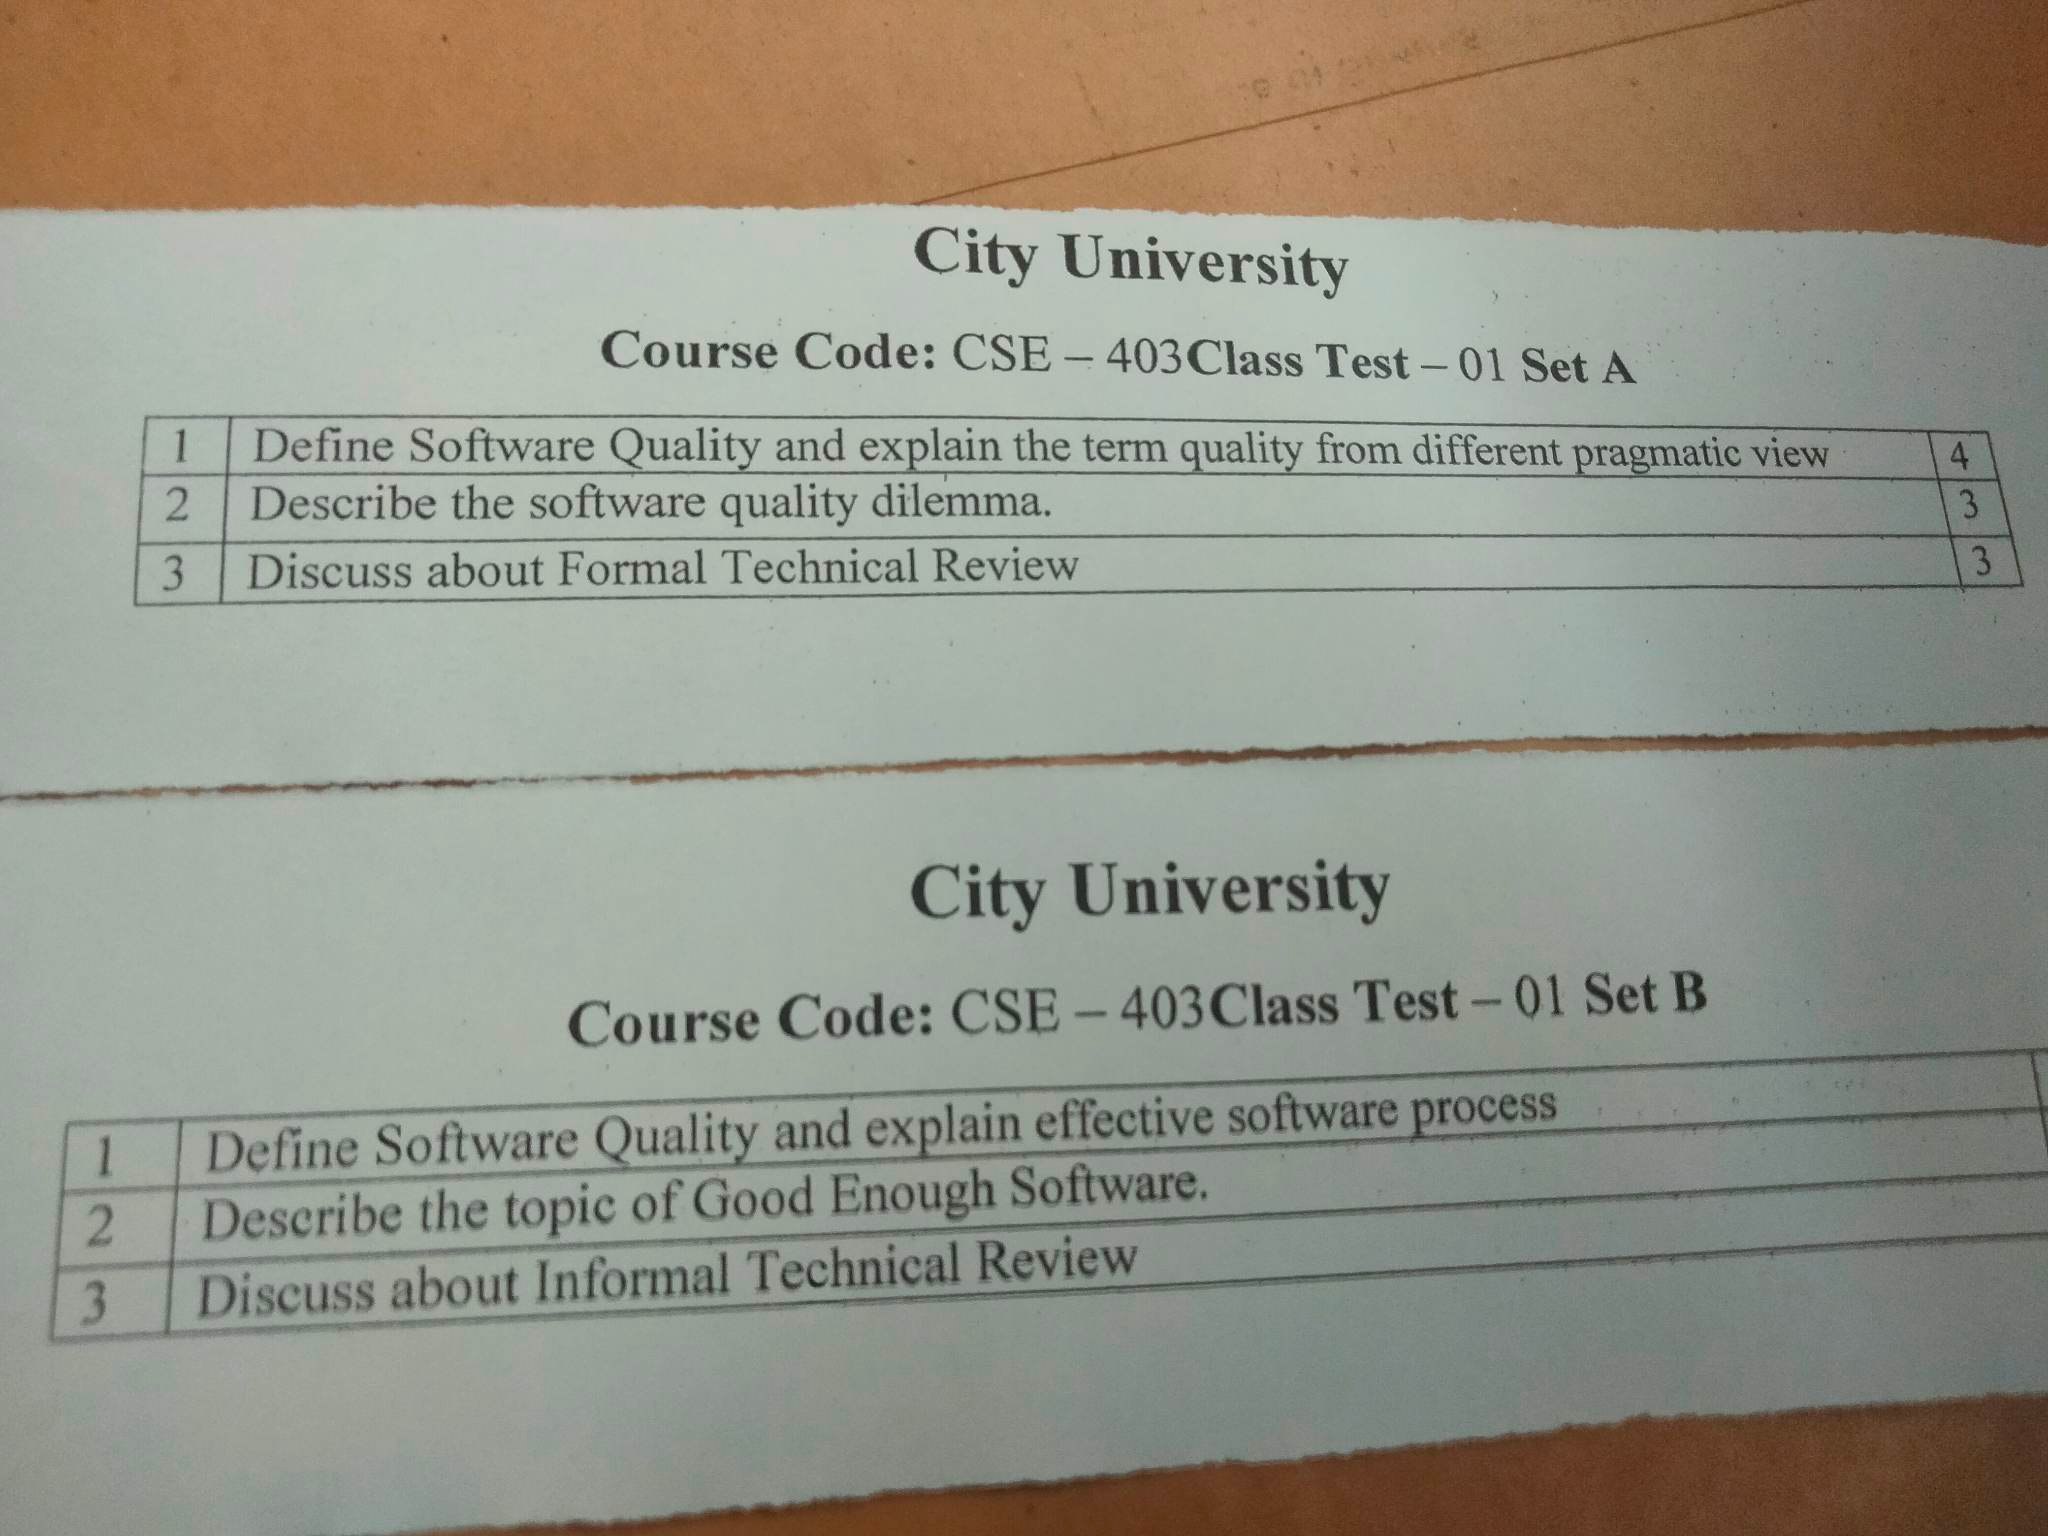 City University
Course Code: CSE – 403Class Test – 01 Set A
1 Define Software Quality and explain the term quality from different pragmatic view 4
2 Describe the software quality dilemma. 3
3 Discuss about Formal Technical Review 3
City University
Course Code: CSE – 403Class Test – 01 Set B
1 Define Software Quality and explain effective software process
2 Describe the topic of Good Enough Software.
3 Discuss about Informal Technical Review